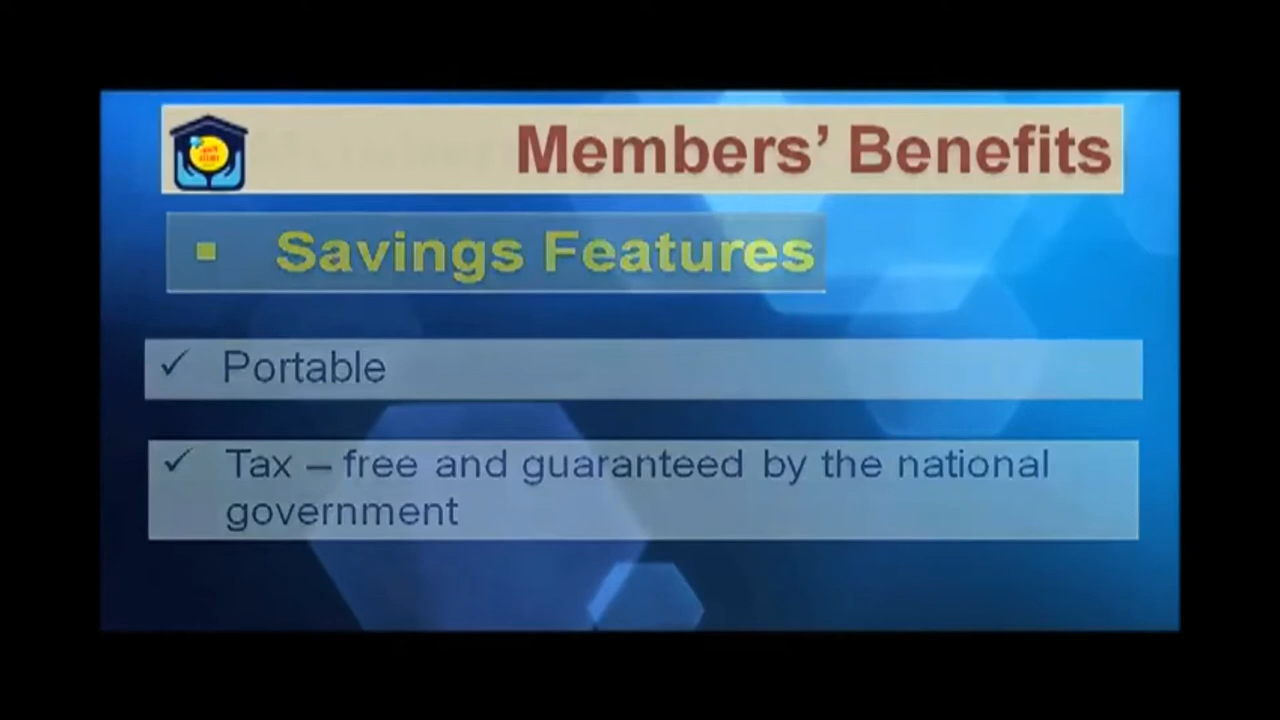 Members’ Benefits
▪ Savings Features
✓ Portable
✓ Tax – free and guaranteed by the national
government